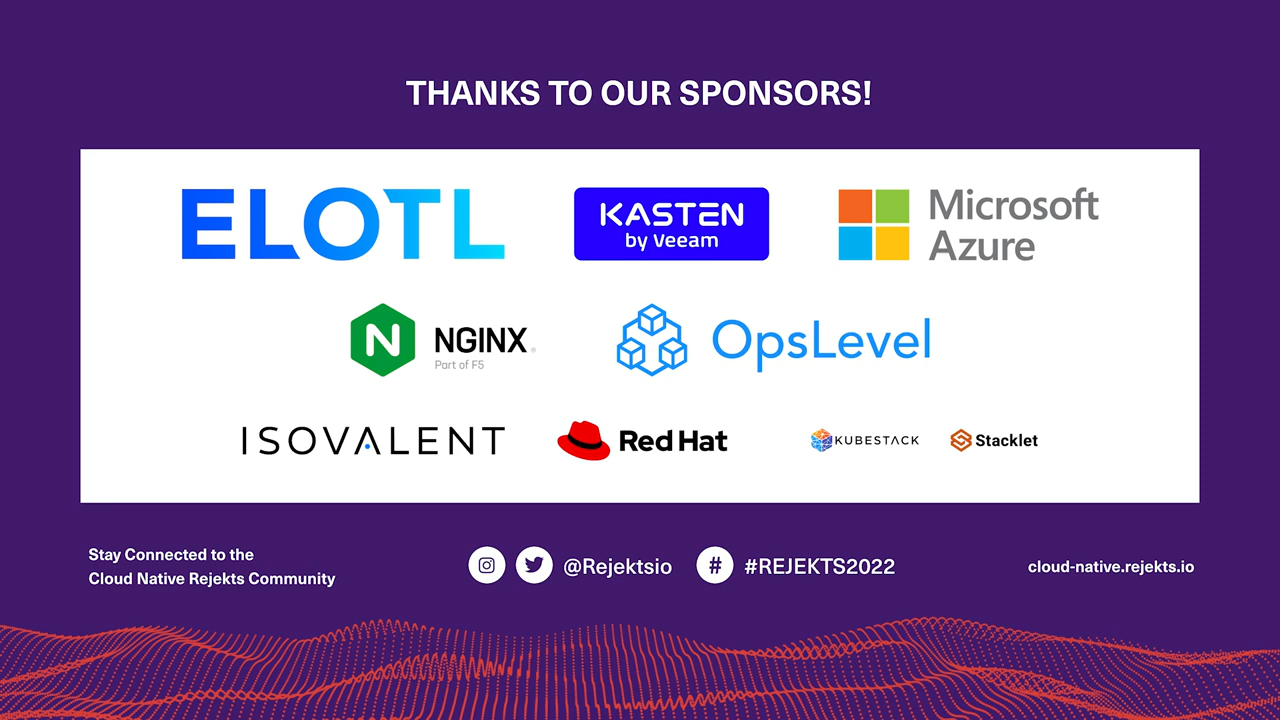 THANKS TO OUR SPONSORS!
ELOTL
KASTEN
by Veeam
Microsoft
Azure
N
NGINX
Part of F5
OpsLevel
ISOVALENT
Red Hat
KUBESTACK
Stacklet
Stay Connected to the
Cloud Native Rejekts Community
@Rejektsio
# #REJEKTS2022
cloud-native.rejekts.io